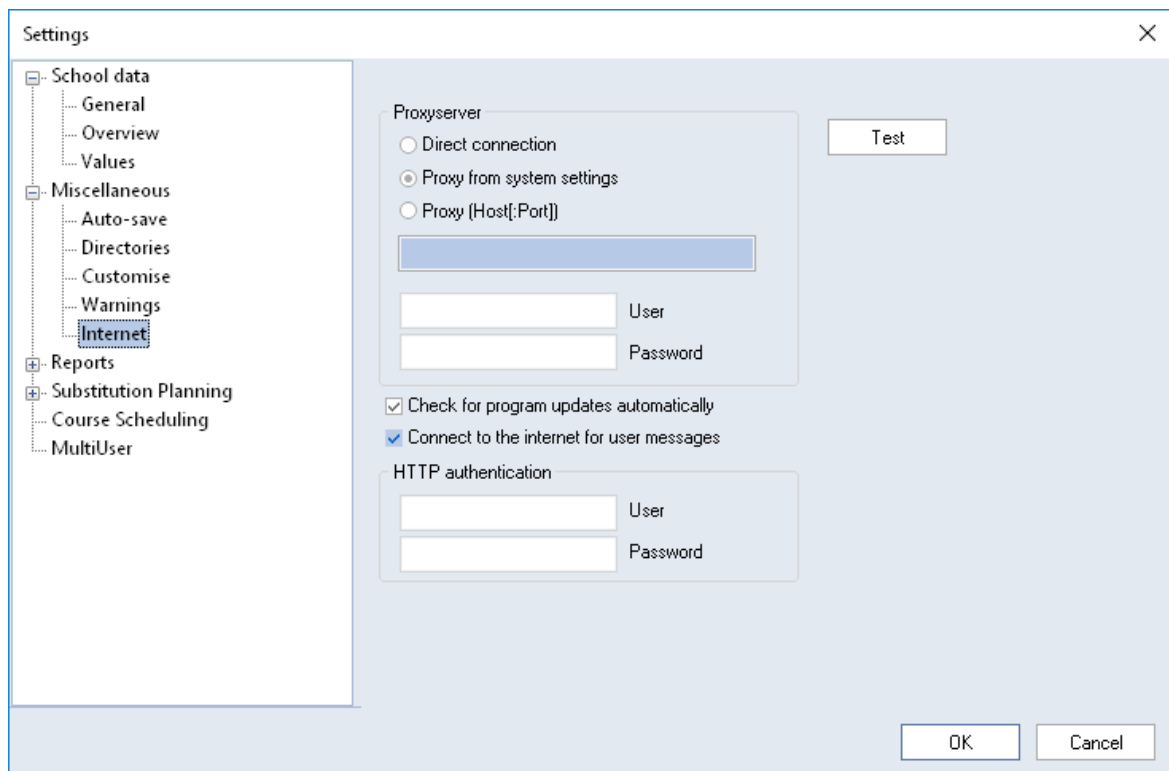 Settings
School data
General
Overview
Values
Miscellaneous
Auto-save
Directories
Customise
Warnings
Internet
Reports
Substitution Planning
Course Scheduling
MultiUser
Proxyserver
Direct connection
Proxy from system settings
Proxy (Host[:Port])
User
Password
Test
Check for program updates automatically
Connect to the internet for user messages
HTTP authentication
User
Password
OK
Cancel